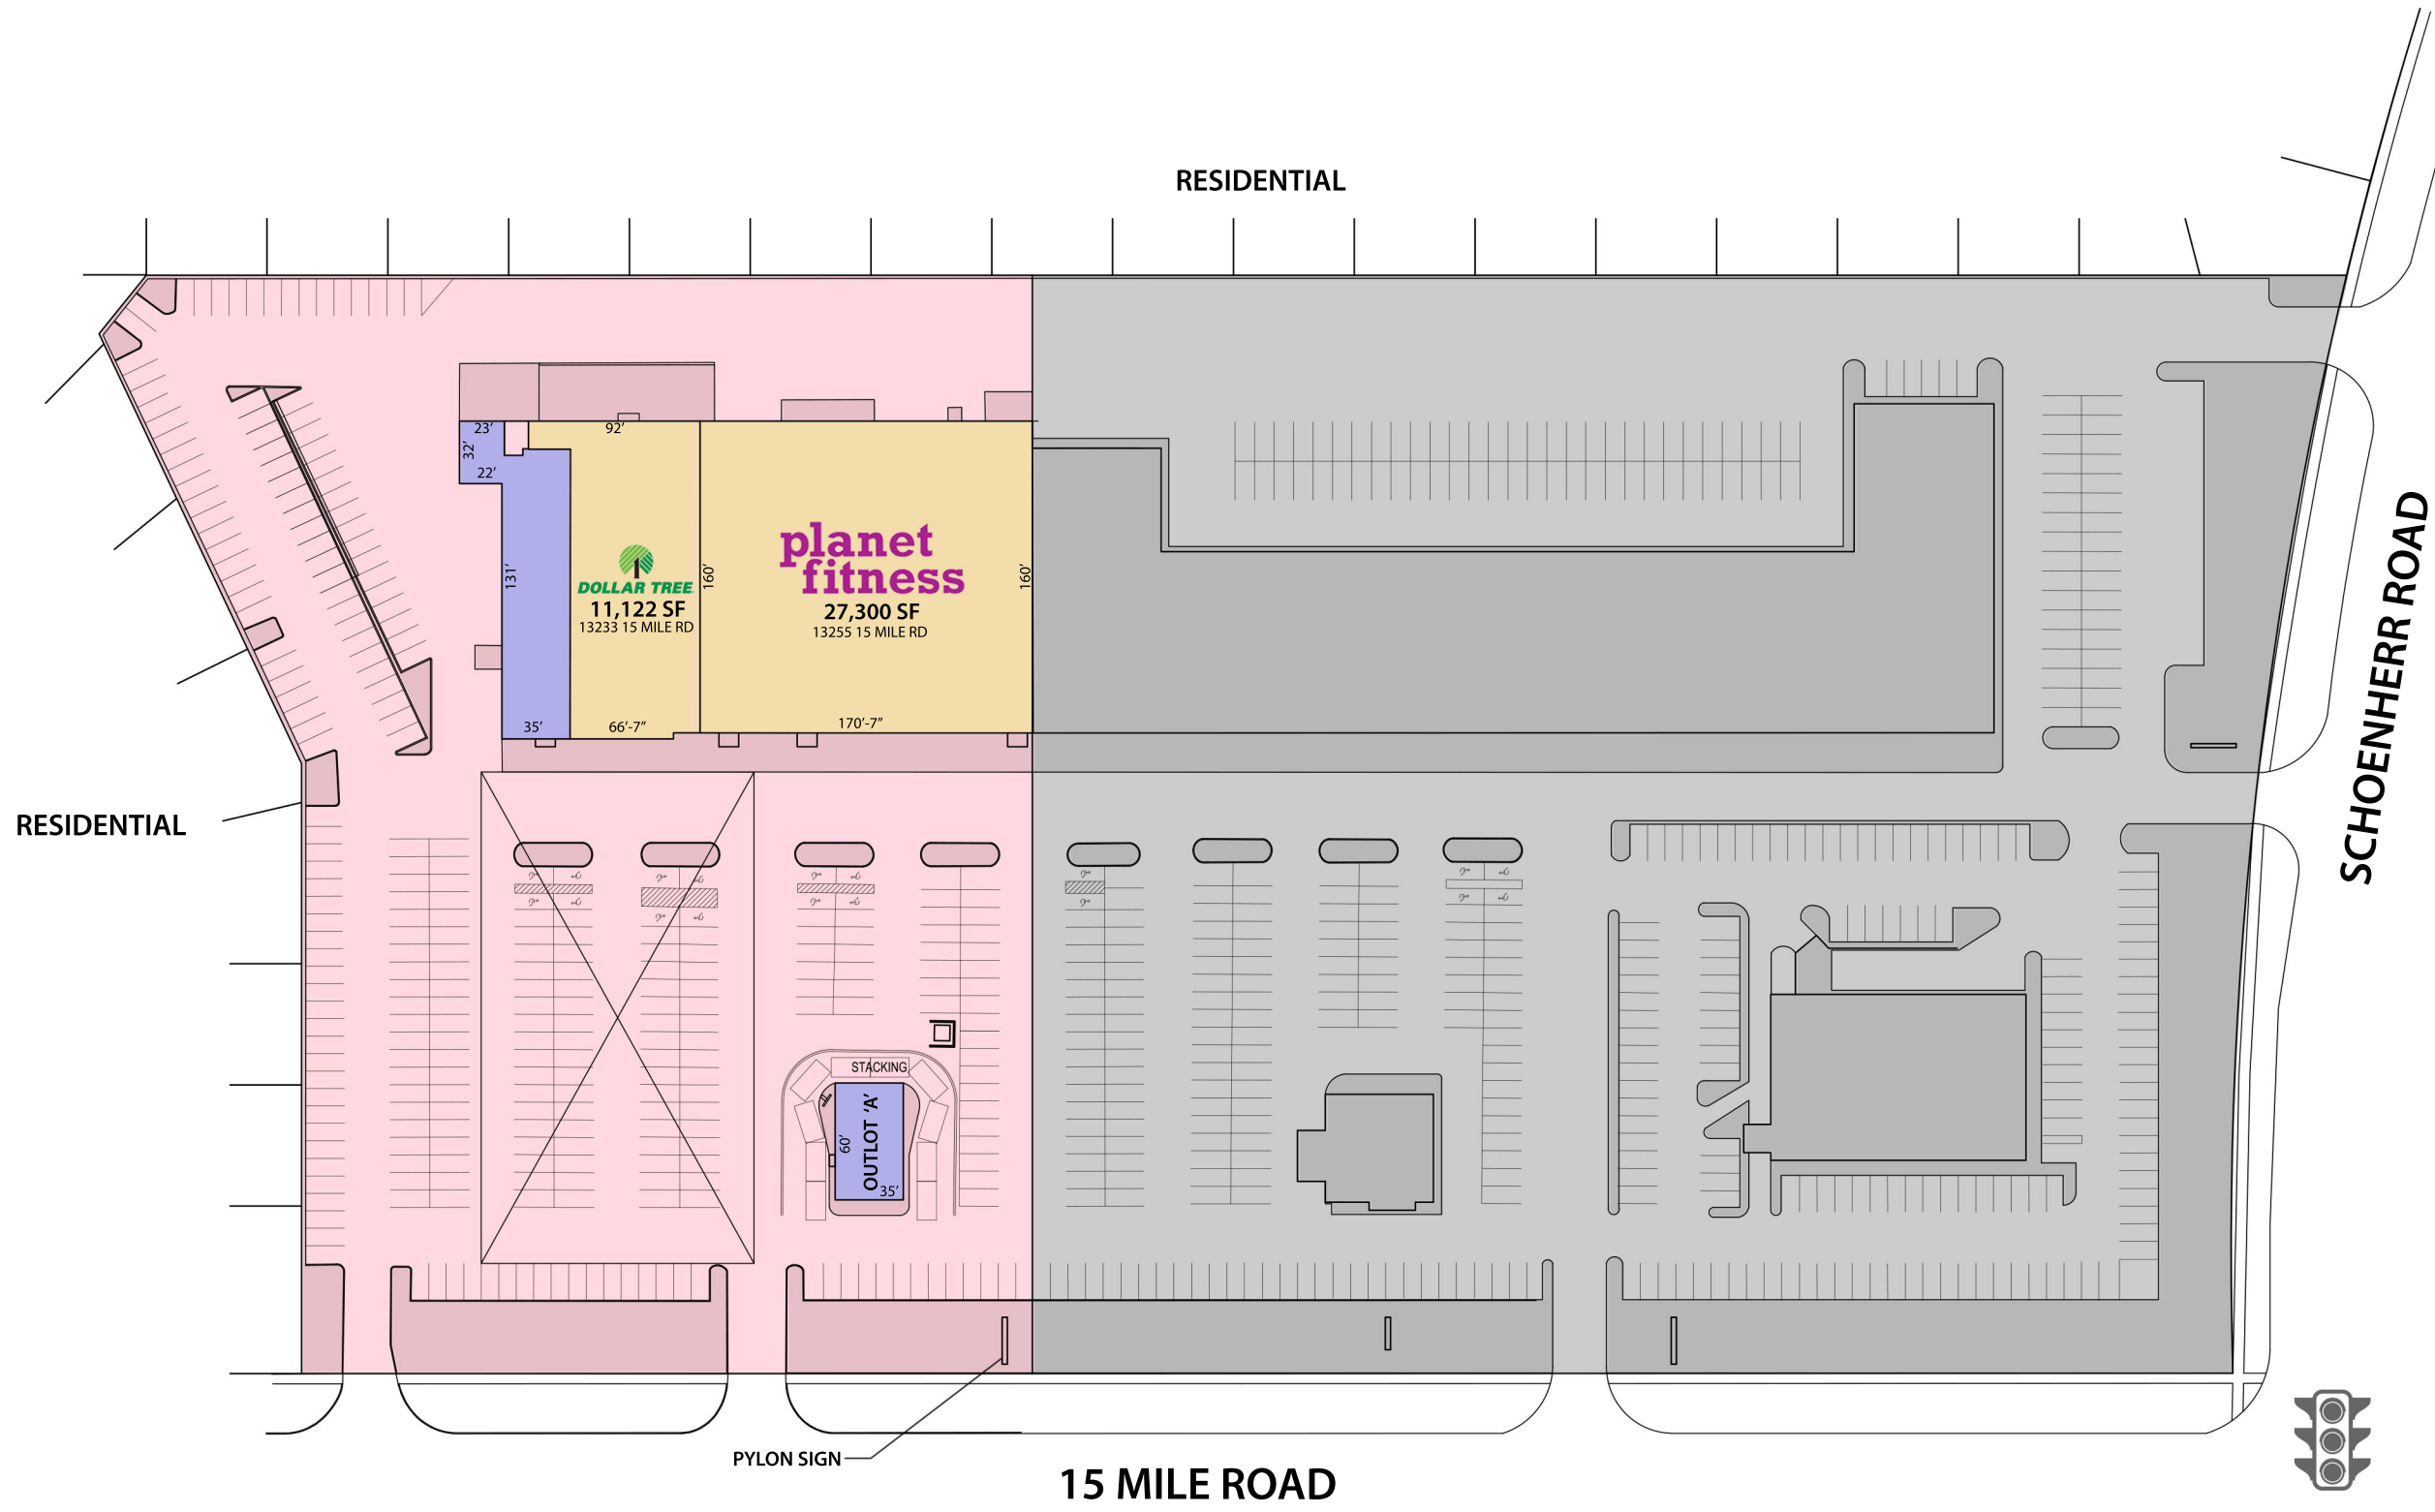 RESIDENTIAL
23'
92'
32'
22'
131'
160'
160'
planet
fitness
DOLLAR TREE
11,122 SF
13233 15 MILE RD
27,300 SF
13255 15 MILE RD
35'
66'-7"
170'-7"
SCHOENHERR ROAD
RESIDENTIAL
STACKING
OUTLOT 'A'
60'
35'
PYLON SIGN
15 MILE ROAD